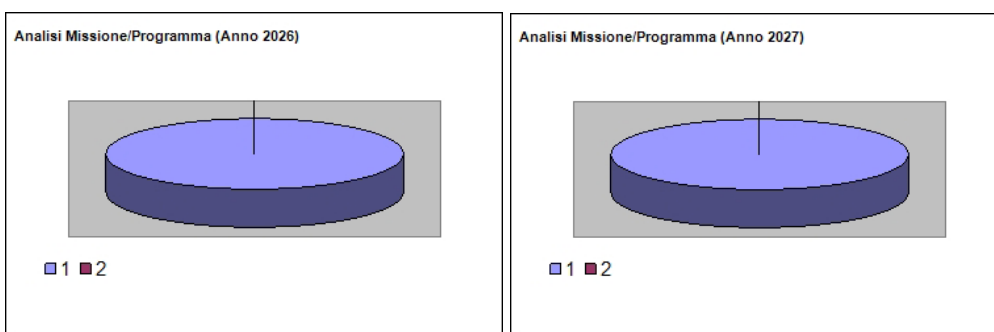 Analisi Missione/Programma (Anno 2026)
1 2
Analisi Missione/Programma (Anno 2027)
1 2